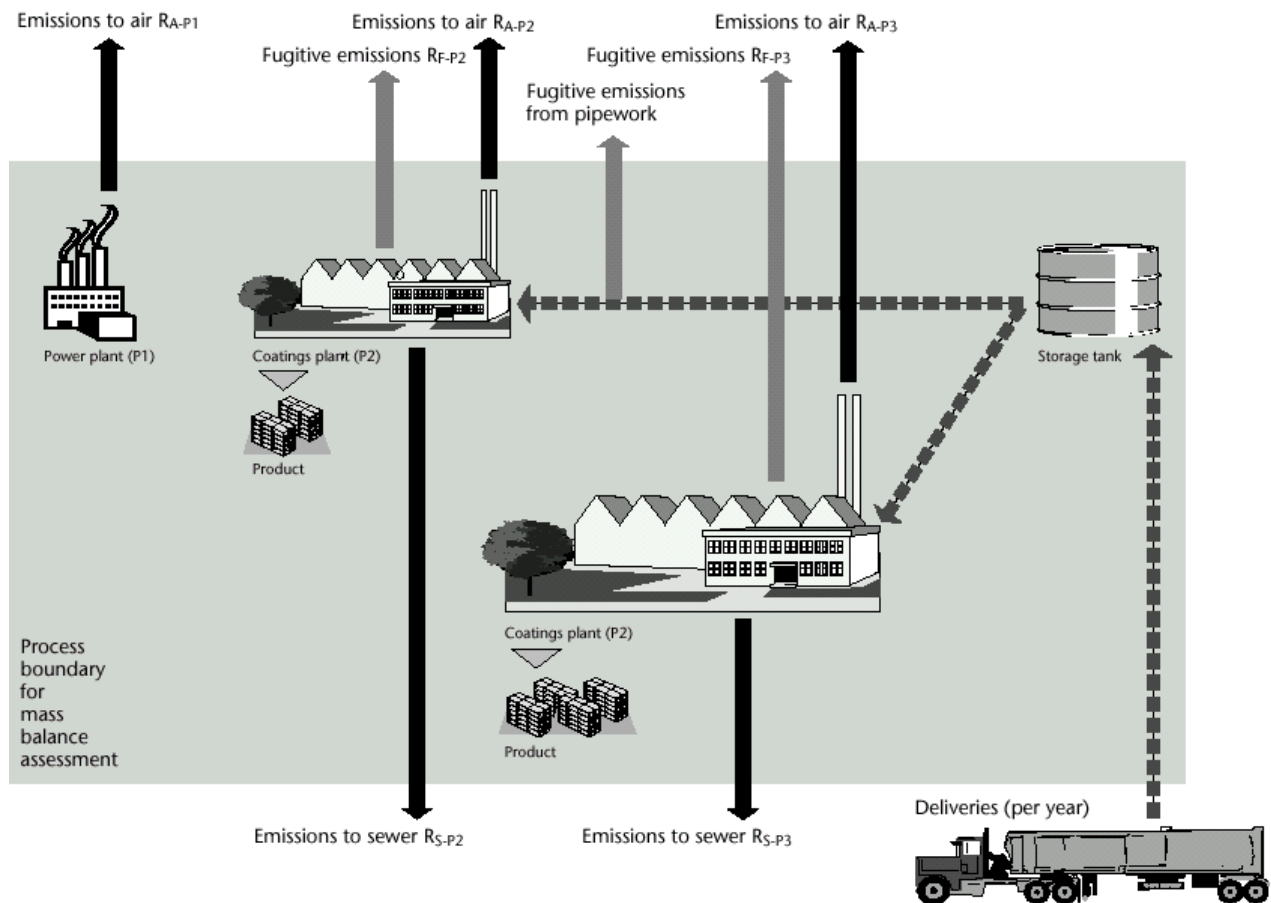 Emissions to air RA-P1
Emissions to air RA-P2
Emissions to air RA-P3
Fugitive emissions RF-P2
Fugitive emissions RF-P3
Fugitive emissions
from pipework
Power plant (P1)
Coatings plant (P2)
Storage tank
Product
Coatings plant (P2)
Product
Process
boundary
for
mass
balance
assessment
Deliveries (per year)
Emissions to sewer RS-P2
Emissions to sewer RS-P3